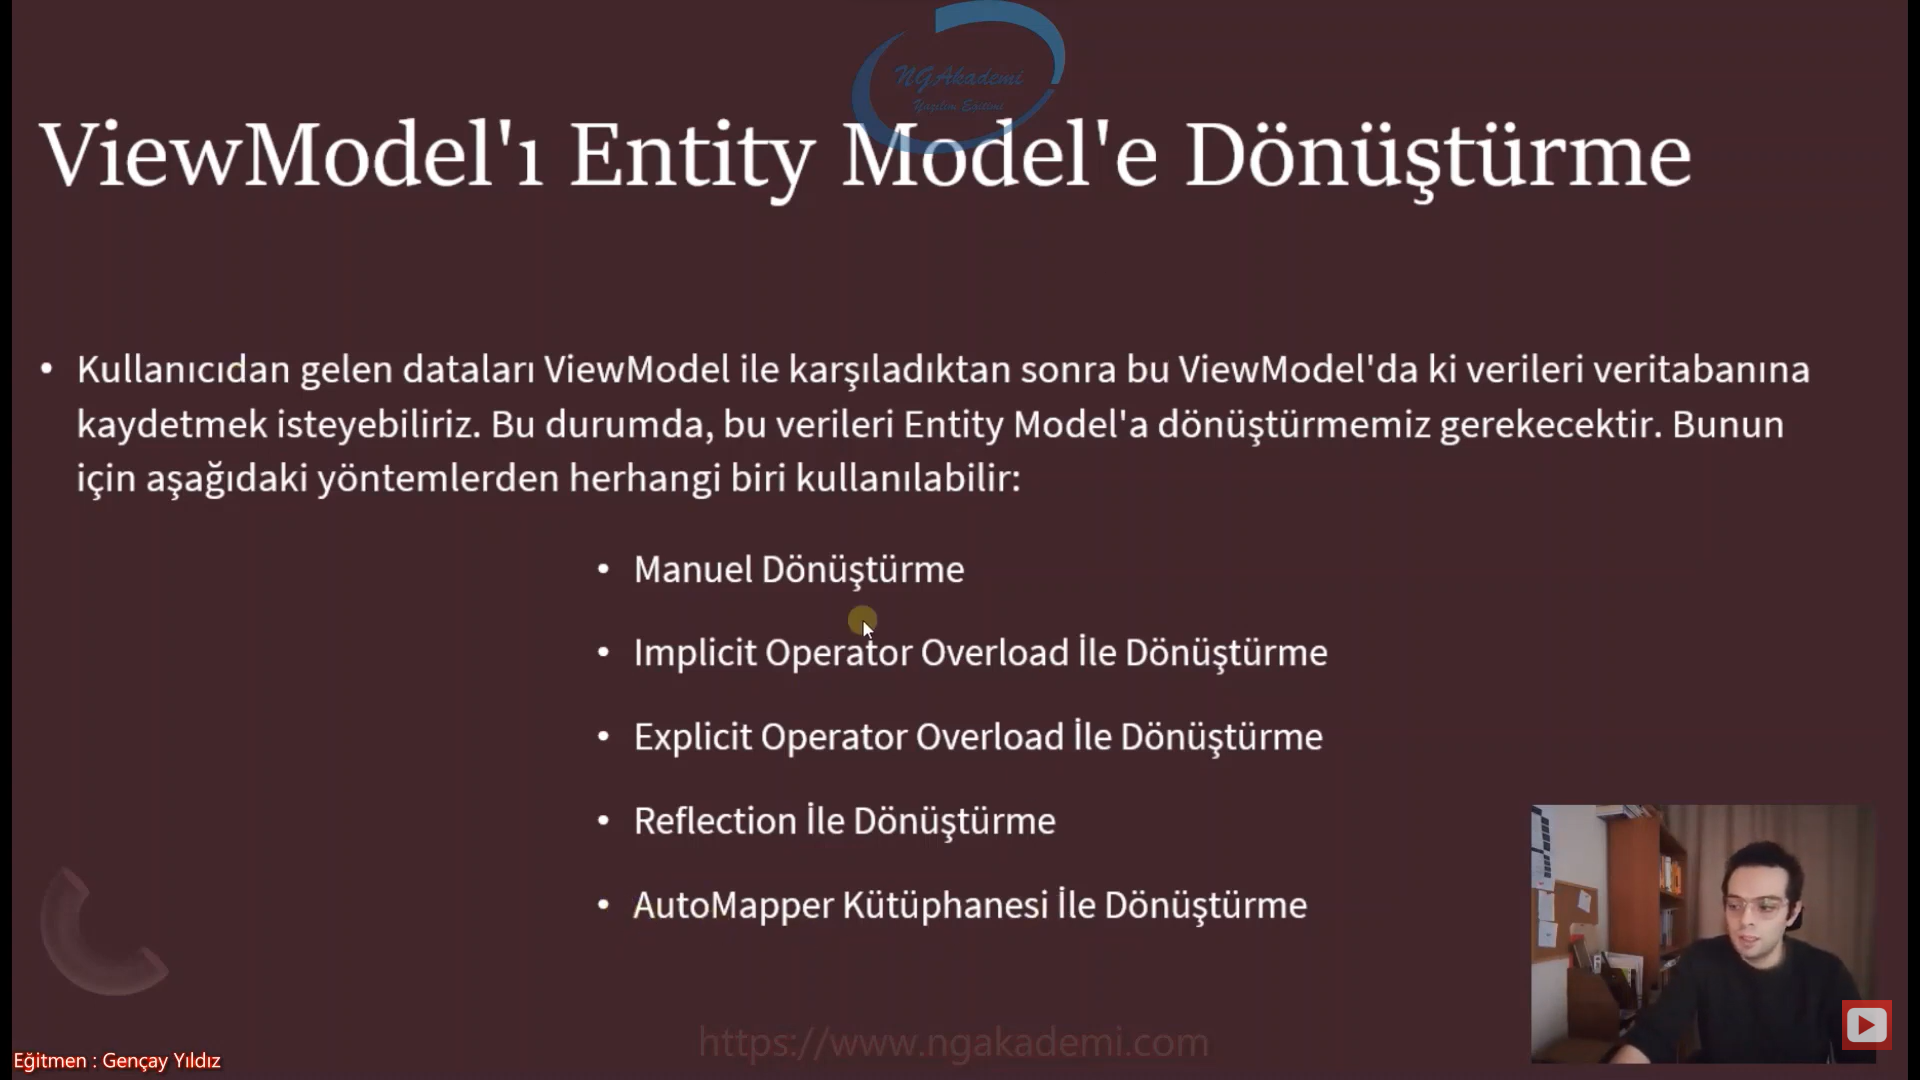 NGAkademi
Yazılım Eğitimi
ViewModel'ı Entity Model'e Dönüştürme
• Kullanıcıdan gelen dataları ViewModel ile karşıladıktan sonra bu ViewModel'da ki verileri veritabanına
kaydetmek isteyebiliriz. Bu durumda, bu verileri Entity Model'a dönüştürmemiz gerekecektir. Bunun
için aşağıdaki yöntemlerden herhangi biri kullanılabilir:
• Manuel Dönüştürme
• Implicit Operator Overload İle Dönüştürme
• Explicit Operator Overload İle Dönüştürme
• Reflection İle Dönüştürme
• AutoMapper Kütüphanesi İle Dönüştürme
https://www.ngakademi.com
Eğitmen : Gençay Yıldız